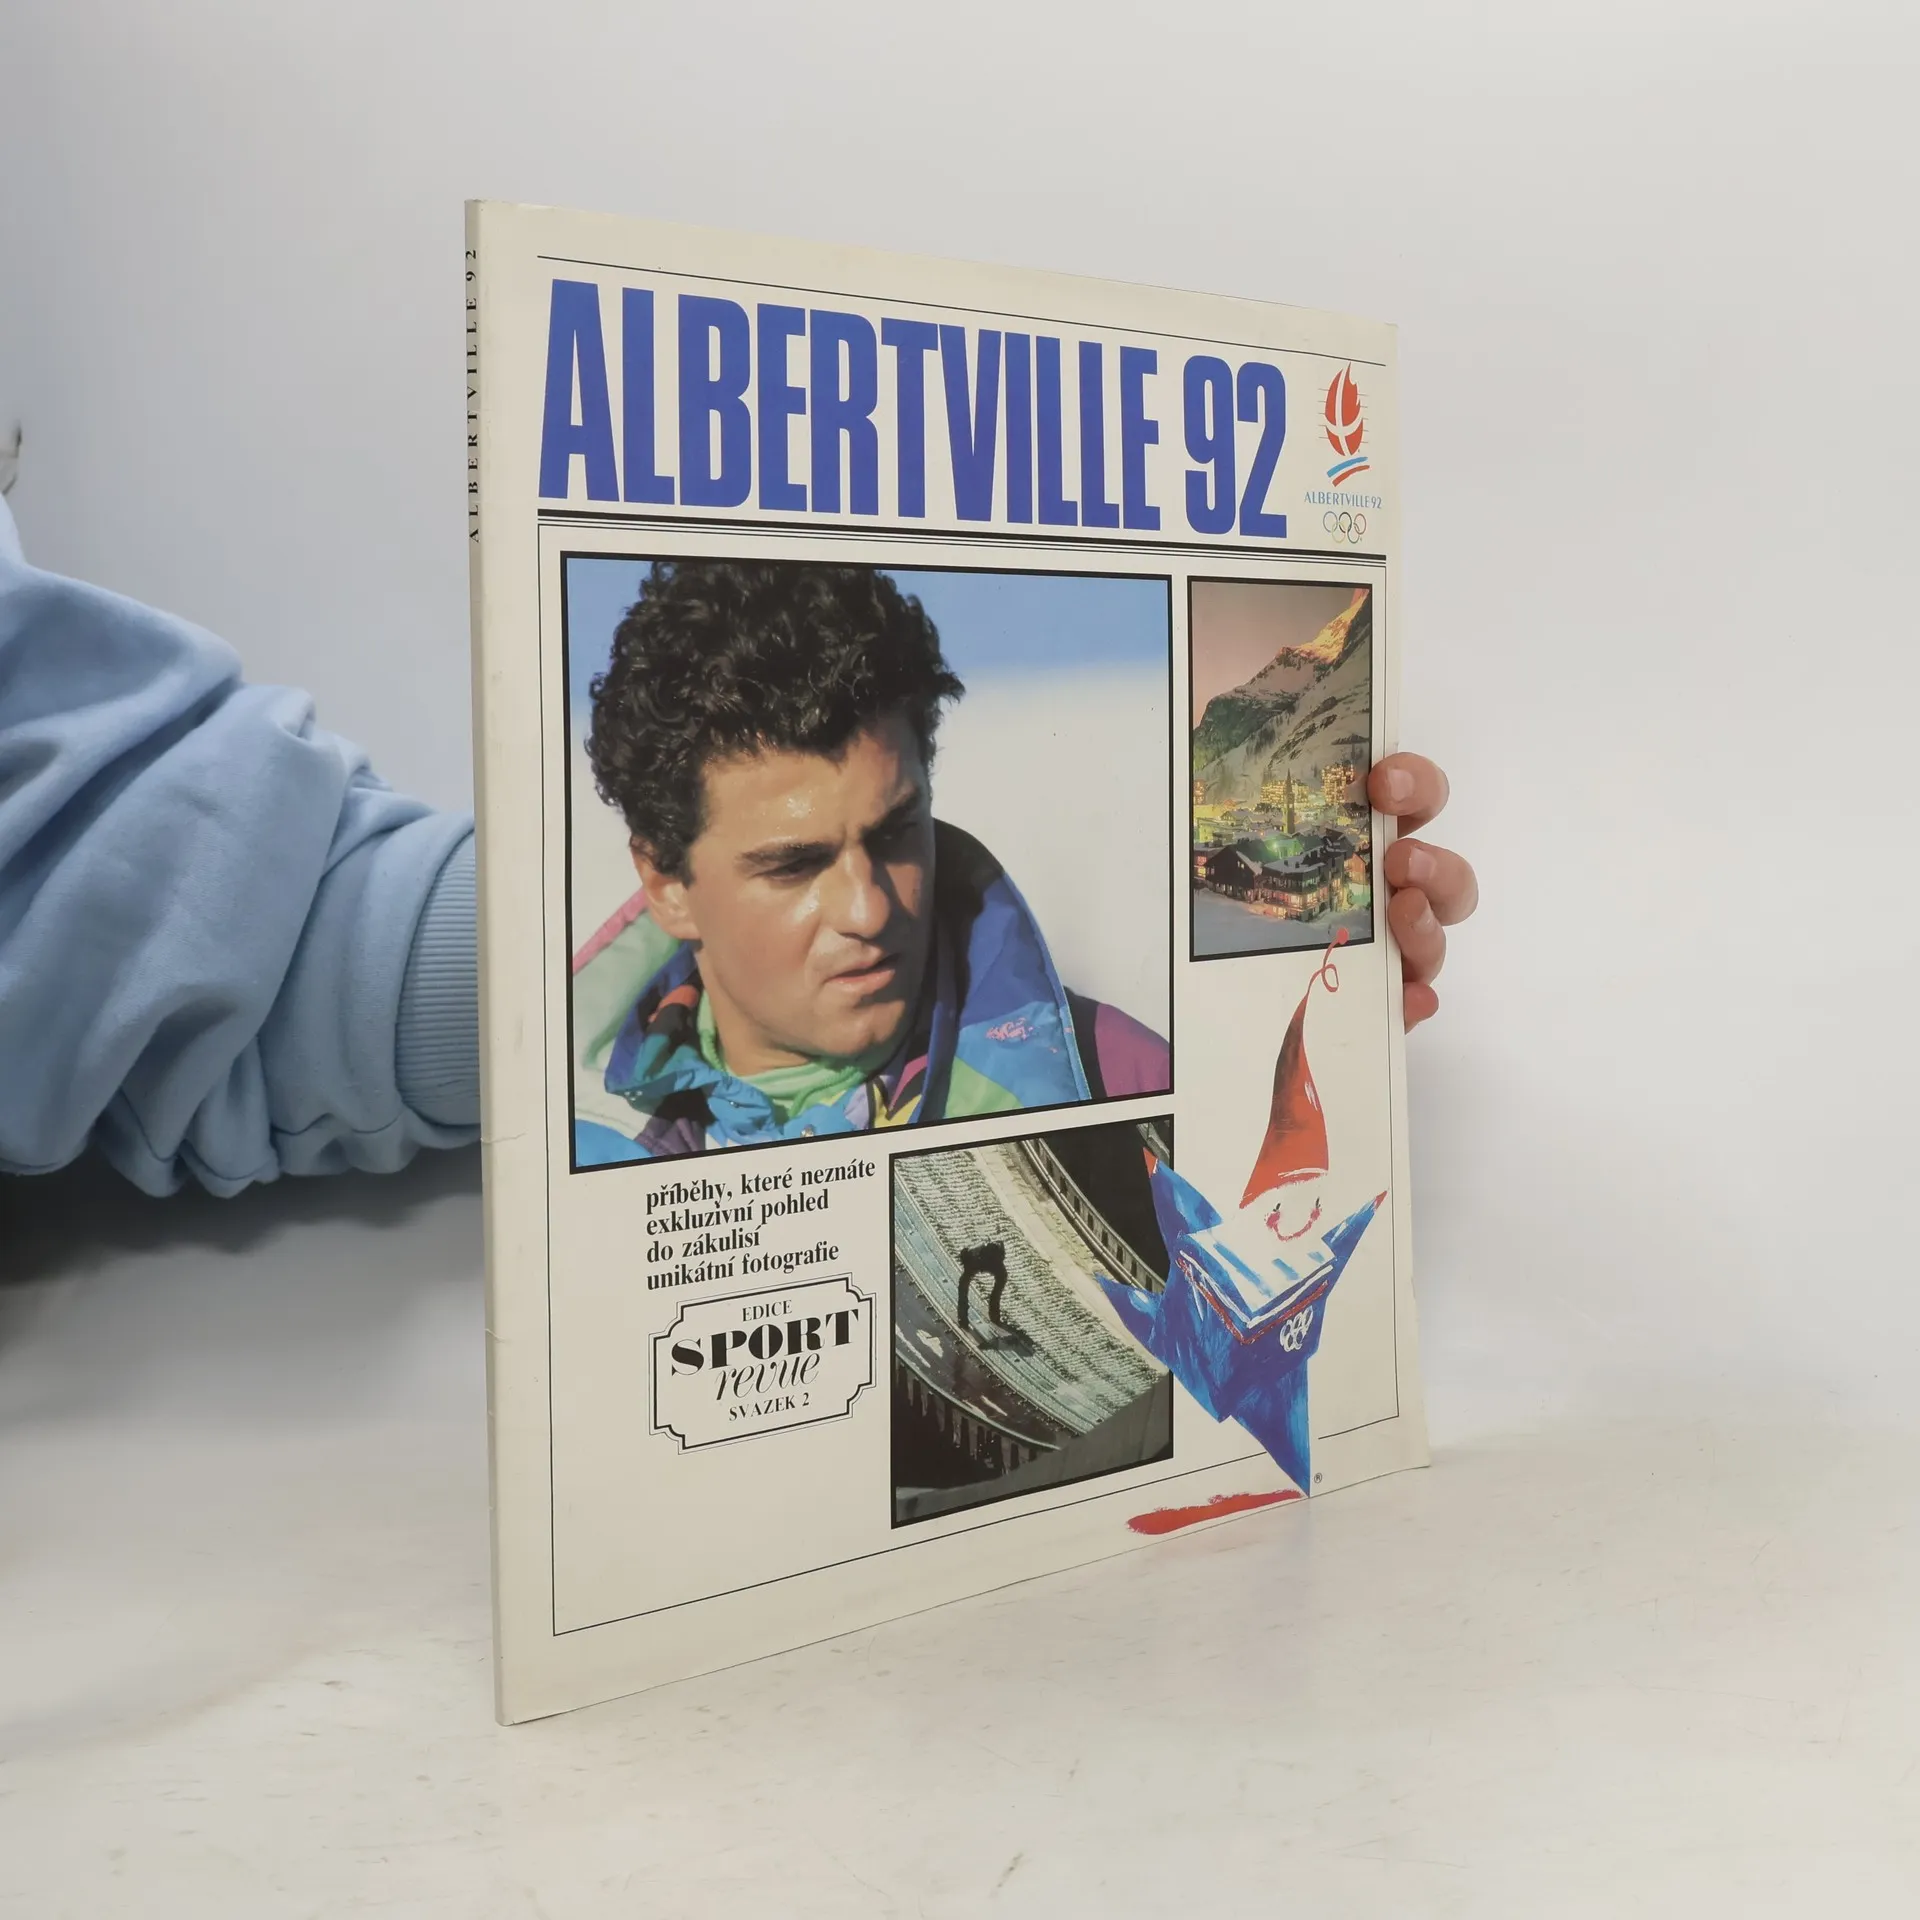 ALBERTVILLE 92
ALBERTVILLE 92
ALBERTVILLE 92
příběhy, které neznáte
exkluzivní pohled
do zákulisí
unikátní fotografie
EDICE
SPORT
revue
SVAZEK 2
®